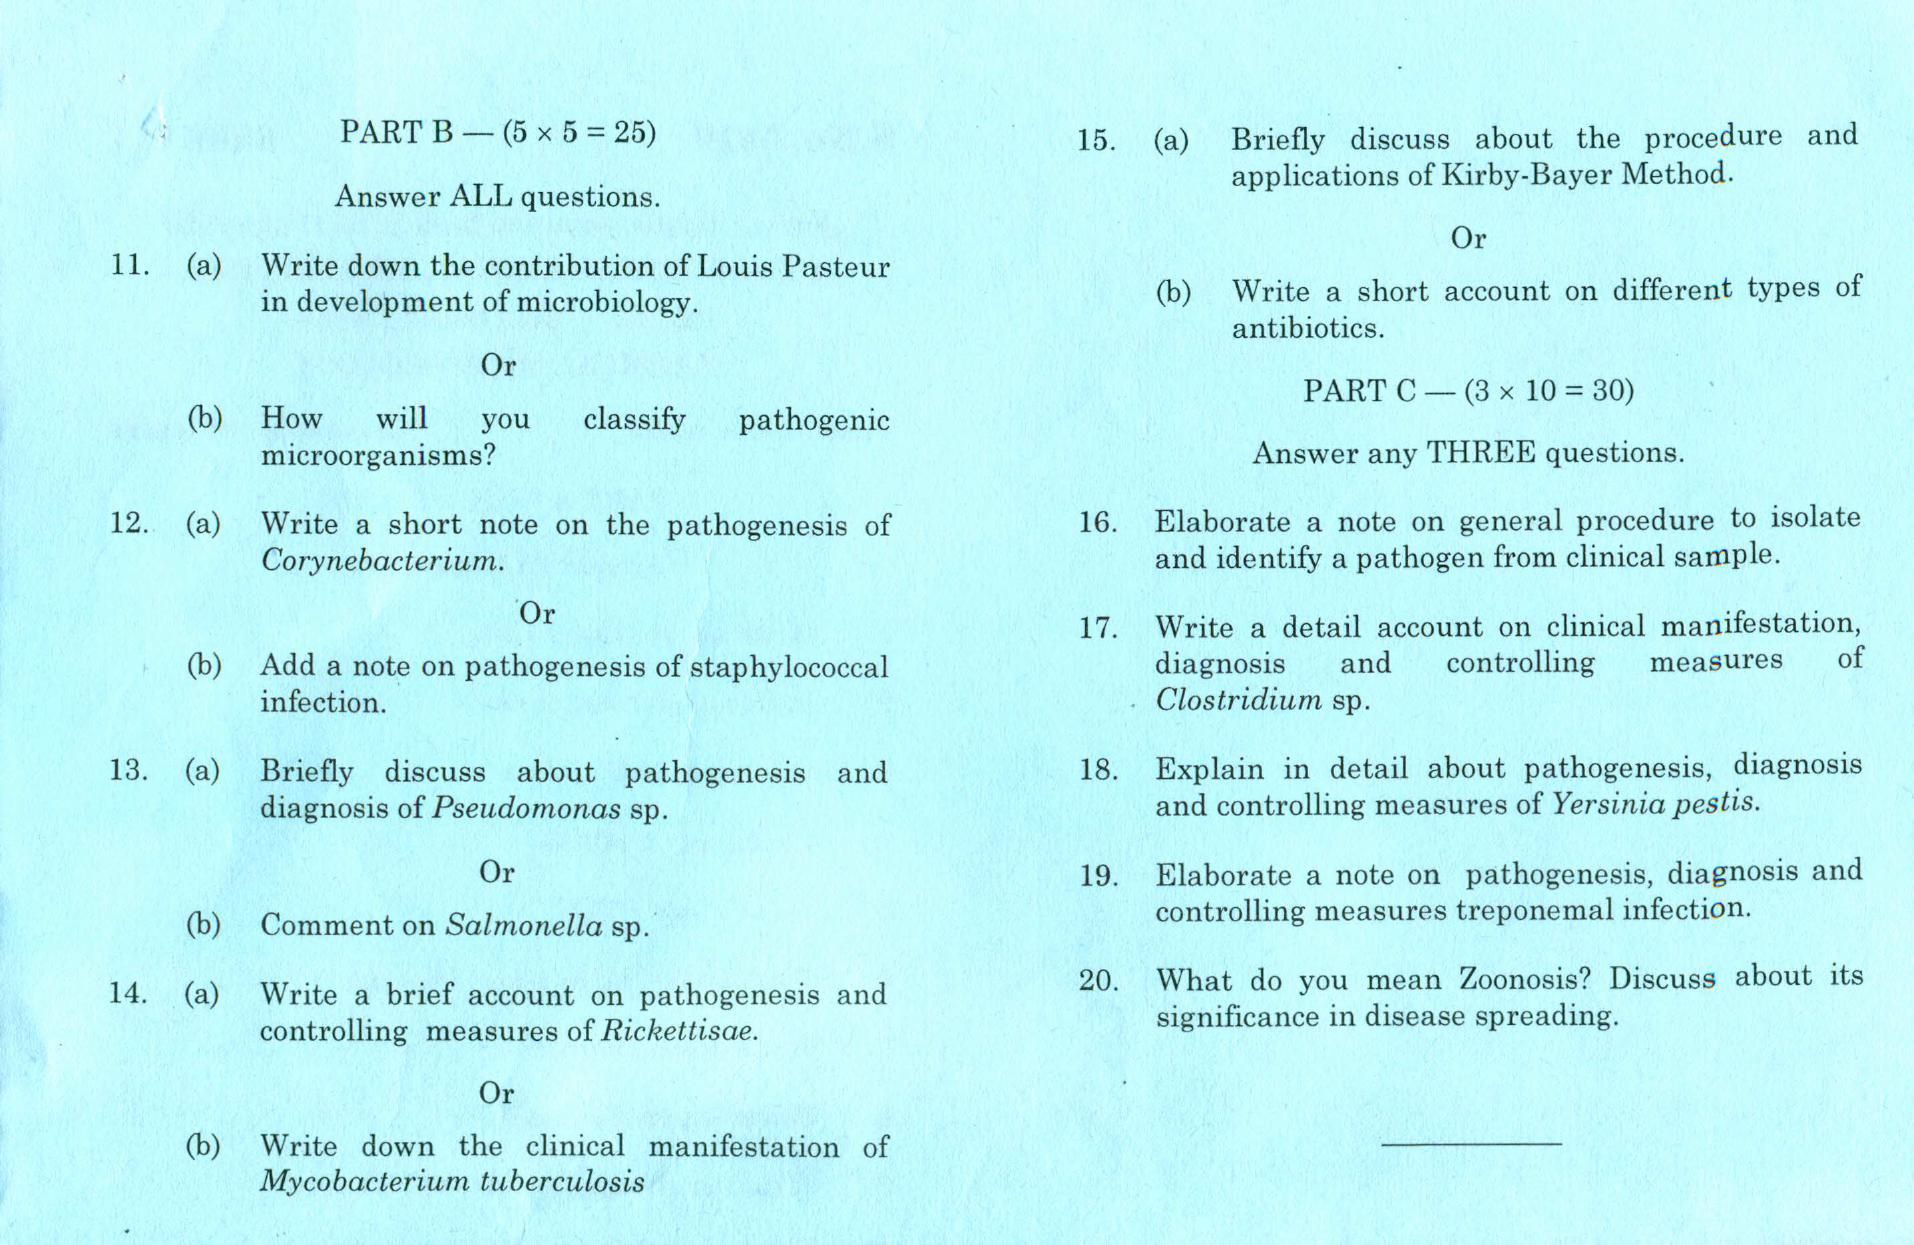 PART B — (5 × 5 = 25)
Answer ALL questions.
11. (a) Write down the contribution of Louis Pasteur
in development of microbiology.
Or
(b) How will you classify pathogenic
microorganisms?
12. (a) Write a short note on the pathogenesis of
Corynebacterium.
Or
(b) Add a note on pathogenesis of staphylococcal
infection.
13. (a) Briefly discuss about pathogenesis and
diagnosis of Pseudomonas sp.
Or
(b) Comment on Salmonella sp.
14. (a) Write a brief account on pathogenesis and
controlling measures of Rickettisae.
Or
(b) Write down the clinical manifestation of
Mycobacterium tuberculosis
15. (a) Briefly discuss about the procedure and
applications of Kirby-Bayer Method.
Or
(b) Write a short account on different types of
antibiotics.
PART C — (3 × 10 = 30)
Answer any THREE questions.
16. Elaborate a note on general procedure to isolate
and identify a pathogen from clinical sample.
17. Write a detail account on clinical manifestation,
diagnosis and controlling measures of
Clostridium sp.
18. Explain in detail about pathogenesis, diagnosis
and controlling measures of Yersinia pestis.
19. Elaborate a note on pathogenesis, diagnosis and
controlling measures treponemal infection.
20. What do you mean Zoonosis? Discuss about its
significance in disease spreading.